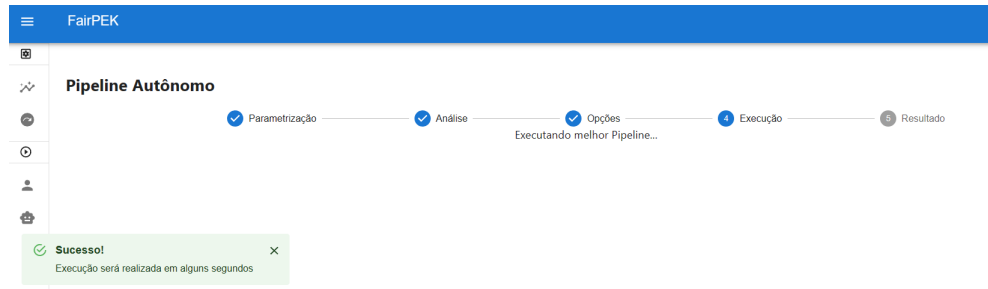 FairPEK
Pipeline Autônomo
Parametrização
Análise
Opções
4 Execução
5 Resultado
Executando melhor Pipeline...
Sucesso!
Execução será realizada em alguns segundos